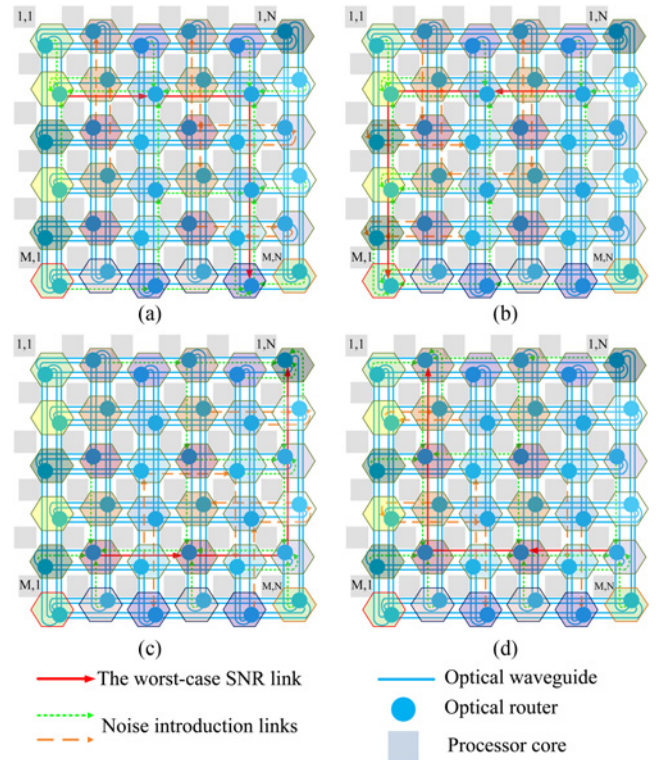 1,1 1,N 1,1 1,N
M,1 M,N M,1 M,N
(a) (b)
1,1 1,N 1,1 1,N
M,1 M,N M,1 M,N
(c) (d)
The worst-case SNR link
Noise introduction links
Optical waveguide
Optical router
Processor core